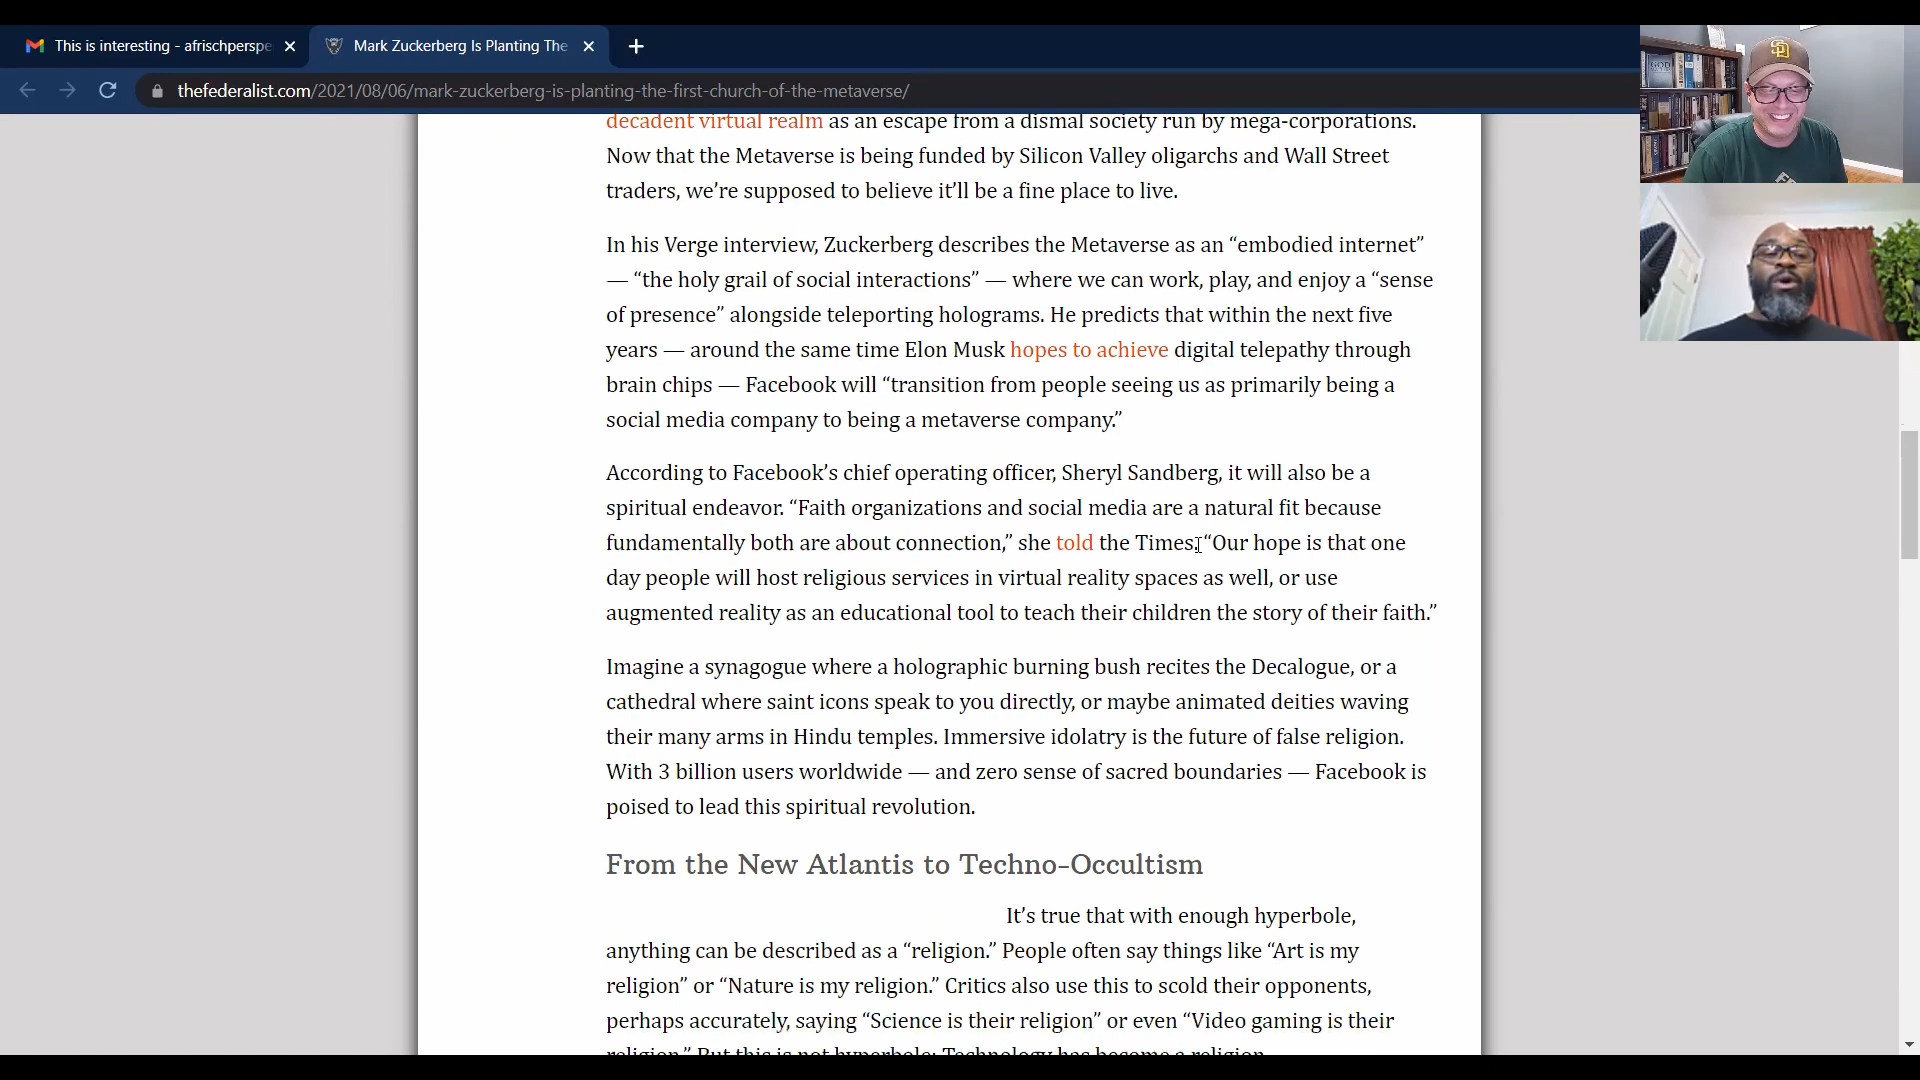 This is interesting - afrischperspe
Mark Zuckerberg Is Planting The
thefederalist.com/2021/08/06/mark-zuckerberg-is-planting-the-first-church-of-the-metaverse/
SD
GOD
decadent virtual realm as an escape from a dismal society run by mega-corporations.
Now that the Metaverse is being funded by Silicon Valley oligarchs and Wall Street
traders, we’re supposed to believe it’ll be a fine place to live.
In his Verge interview, Zuckerberg describes the Metaverse as an “embodied internet”
— “the holy grail of social interactions” — where we can work, play, and enjoy a “sense
of presence” alongside teleporting holograms. He predicts that within the next five
years — around the same time Elon Musk hopes to achieve digital telepathy through
brain chips — Facebook will “transition from people seeing us as primarily being a
social media company to being a metaverse company.”
According to Facebook’s chief operating officer, Sheryl Sandberg, it will also be a
spiritual endeavor. “Faith organizations and social media are a natural fit because
fundamentally both are about connection,” she told the Times. “Our hope is that one
day people will host religious services in virtual reality spaces as well, or use
augmented reality as an educational tool to teach their children the story of their faith.”
Imagine a synagogue where a holographic burning bush recites the Decalogue, or a
cathedral where saint icons speak to you directly, or maybe animated deities waving
their many arms in Hindu temples. Immersive idolatry is the future of false religion.
With 3 billion users worldwide — and zero sense of sacred boundaries — Facebook is
poised to lead this spiritual revolution.
From the New Atlantis to Techno-Occultism
It’s true that with enough hyperbole,
anything can be described as a “religion.” People often say things like “Art is my
religion” or “Nature is my religion.” Critics also use this to scold their opponents,
perhaps accurately, saying “Science is their religion” or even “Video gaming is their
religion.” But this is not hyperbole: Technology has become a religion